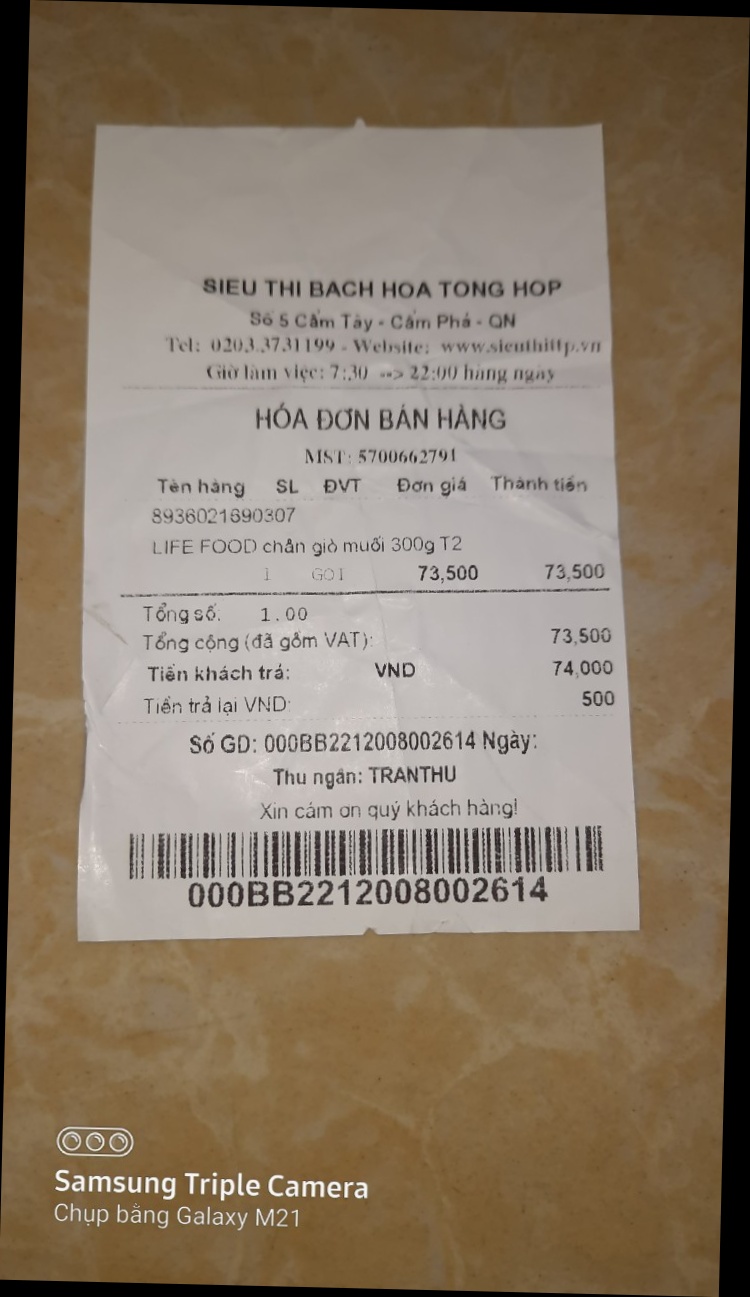 SIEU THI BACH HOA TONG HOP
Số 5 Cẩm Tây - Cẩm Phả - QN
Tel: 0203.3731199 - Website: www.sieuthittp.vn
Giờ làm việc: 7:30 --> 22:00 hàng ngày
HÓA ĐƠN BÁN HÀNG
MST: 5700662791
Tên hàng SL ĐVT Đơn giá Thành tiền
8936021690307
LIFE FOOD chân giò muối 300g T2
1 GOI 73,500 73,500
Tổng số: 1.00
Tổng cộng (đã gồm VAT): 73,500
Tiền khách trả: VND 74,000
Tiền trả lại VND: 500
Số GD: 000BB2212008002614 Ngày:
Thu ngân: TRANTHU
Xin cám ơn quý khách hàng!
000BB2212008002614
Samsung Triple Camera
Chụp bằng Galaxy M21